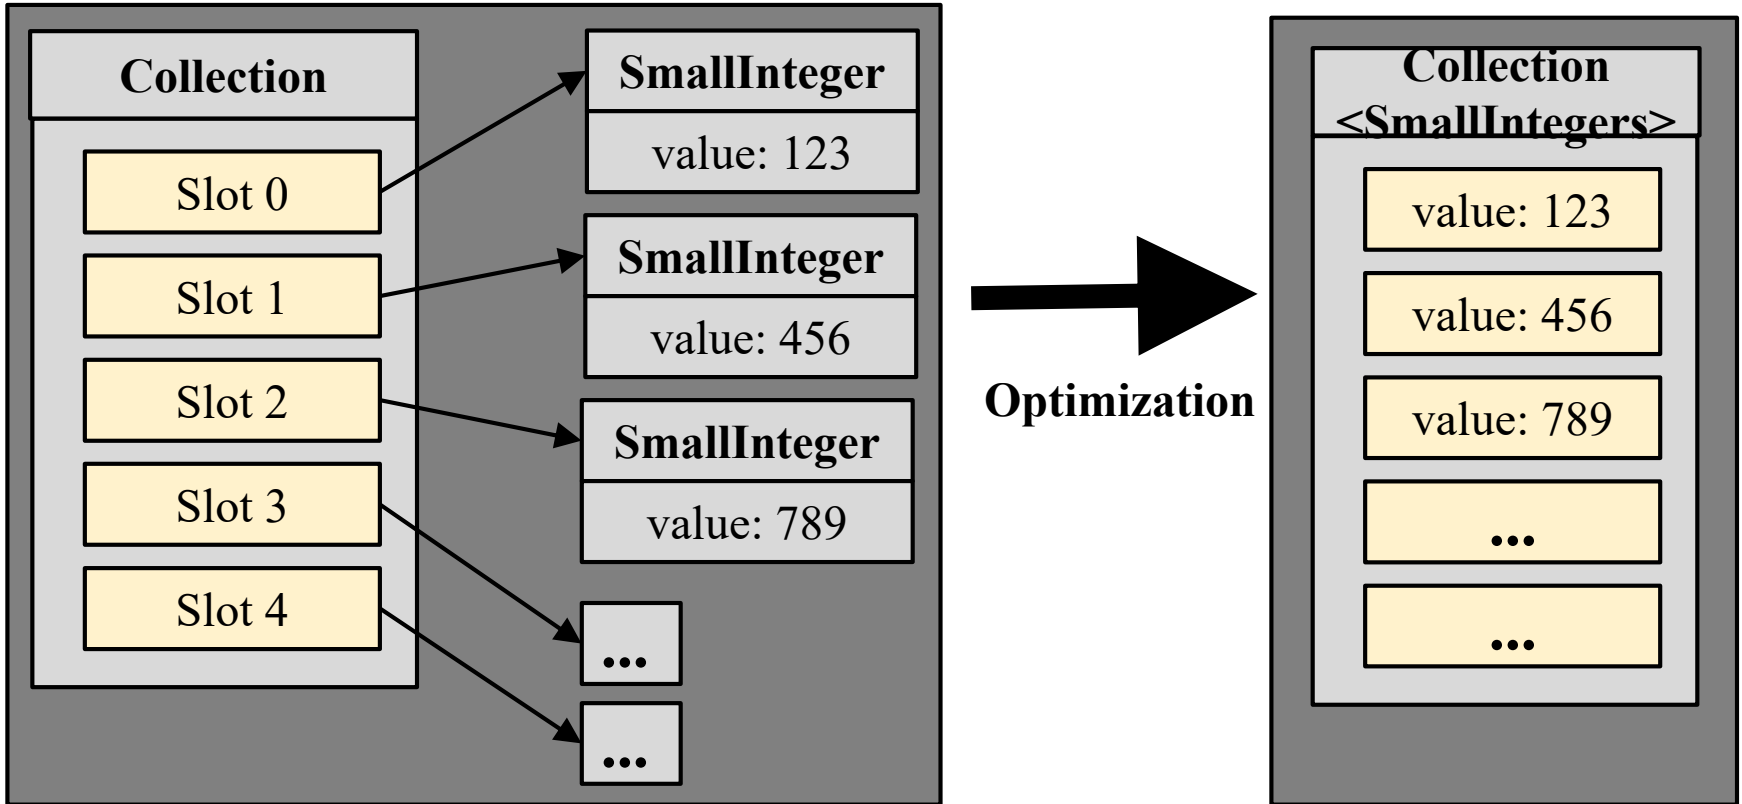 Collection
Slot 0
Slot 1
Slot 2
Slot 3
Slot 4
SmallInteger
value: 123
SmallInteger
value: 456
SmallInteger
value: 789
...
...
Optimization
Collection
<SmallIntegers>
value: 123
value: 456
value: 789
...
...